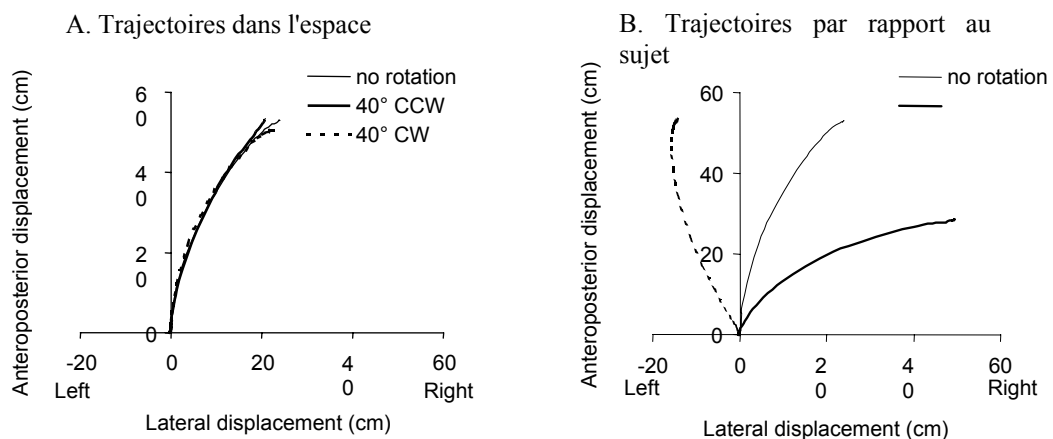 A. Trajectoires dans l'espace
Anteroposterior displacement (cm)
no rotation
40° CCW
40° CW
6
0
4
0
2
0
0
-20
0
20
4
0
Left
Right
Lateral displacement (cm)
B. Trajectoires par rapport au
sujet
Anteroposterior displacement (cm)
no rotation
60
40
20
0
-20
0
2
0
4
0
60
Left
Right
Lateral displacement (cm)